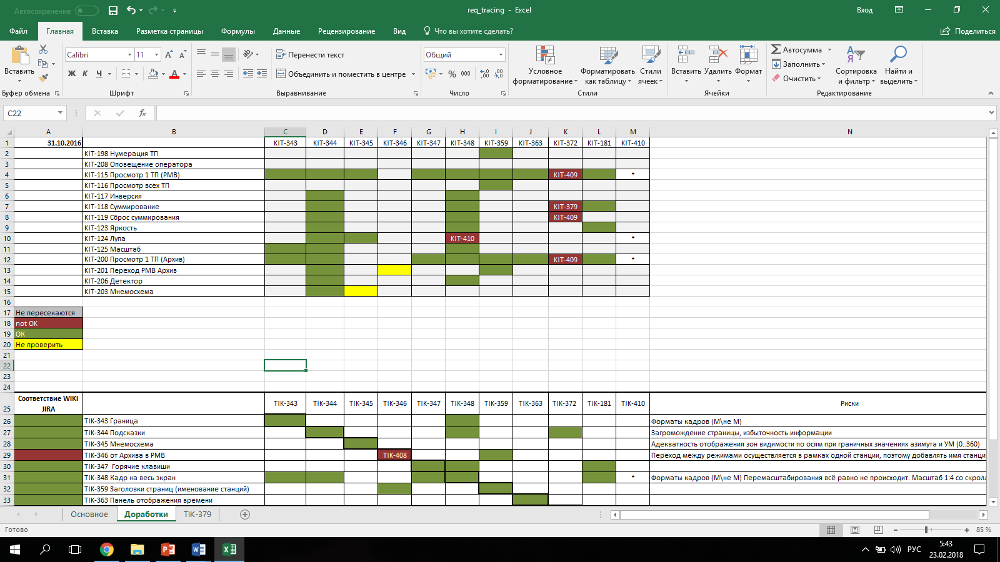 Автосохранение
req_tracing - Excel
Вход
Файл Главная Вставка Разметка страницы Формулы Данные Рецензирование Вид Что вы хотите сделать? Поделиться
Вставить
Calibri 11
Ж К Ч
Перенести текст
Объединить и поместить в центре
Общий
% 000
Условное форматирование
Форматировать как таблицу
Стили ячеек
Вставить Удалить Формат
Автосумма
Заполнить
Очистить
Сортировка и фильтр
Найти и выделить
Буфер обмена Шрифт Выравнивание Число Стили Ячейки Редактирование
C22 fx
A B C D E F G H I J K L M N
1 31.10.2016 KIT-343 KIT-344 KIT-345 KIT-346 KIT-347 KIT-348 KIT-359 KIT-363 KIT-372 KIT-181 KIT-410
2 KIT-198 Нумерация ТП
3 KIT-208 Оповещение оператора
4 KIT-115 Просмотр 1 ТП (РМВ) KIT-409 *
5 KIT-116 Просмотр всех ТП
6 KIT-117 Инверсия
7 KIT-118 Суммирование KIT-379
8 KIT-119 Сброс суммирования KIT-409
9 KIT-123 Яркость
10 KIT-124 Лупа KIT-410 *
11 KIT-125 Масштаб
12 KIT-200 Просмотр 1 ТП (Архив) KIT-409 *
13 KIT-201 Переход РМВ Архив
14 KIT-206 Детектор
15 KIT-203 Мнемосхема
16
17 Не пересекаются
18 not OK
19 OK
20 Не проверить
21
22
23
24
25 Соответствие WIKI JIRA TIK-343 TIK-344 TIK-345 TIK-346 TIK-347 TIK-348 TIK-359 TIK-363 TIK-372 TIK-181 TIK-410 Риски
26 TIK-343 Граница Форматы кадров (М\не М)
27 TIK-344 Подсказки Загромождение страницы, избыточность информации
28 TIK-345 Мнемосхема Адекватность отображения зон видимости по осям при граничных значениях азимута и УМ (0..360)
29 TIK-346 от Архива в РМВ TIK-408 Переход между режимами осуществляется в рамках одной станции, поэтому добавлять имя станци
30 TIK-347 Горячие клавиши
31 TIK-348 Кадр на весь экран * Форматы кадров (М\не М) Перемасштабирования всё равно не происходит. Масштаб 1:4 со скролл
32 TIK-359 Заголовки страниц (именование станций)
33 TIK-363 Панель отображения времени
Основное Доработки TIK-379
Готово
85 %
РУС
5:43
23.02.2018